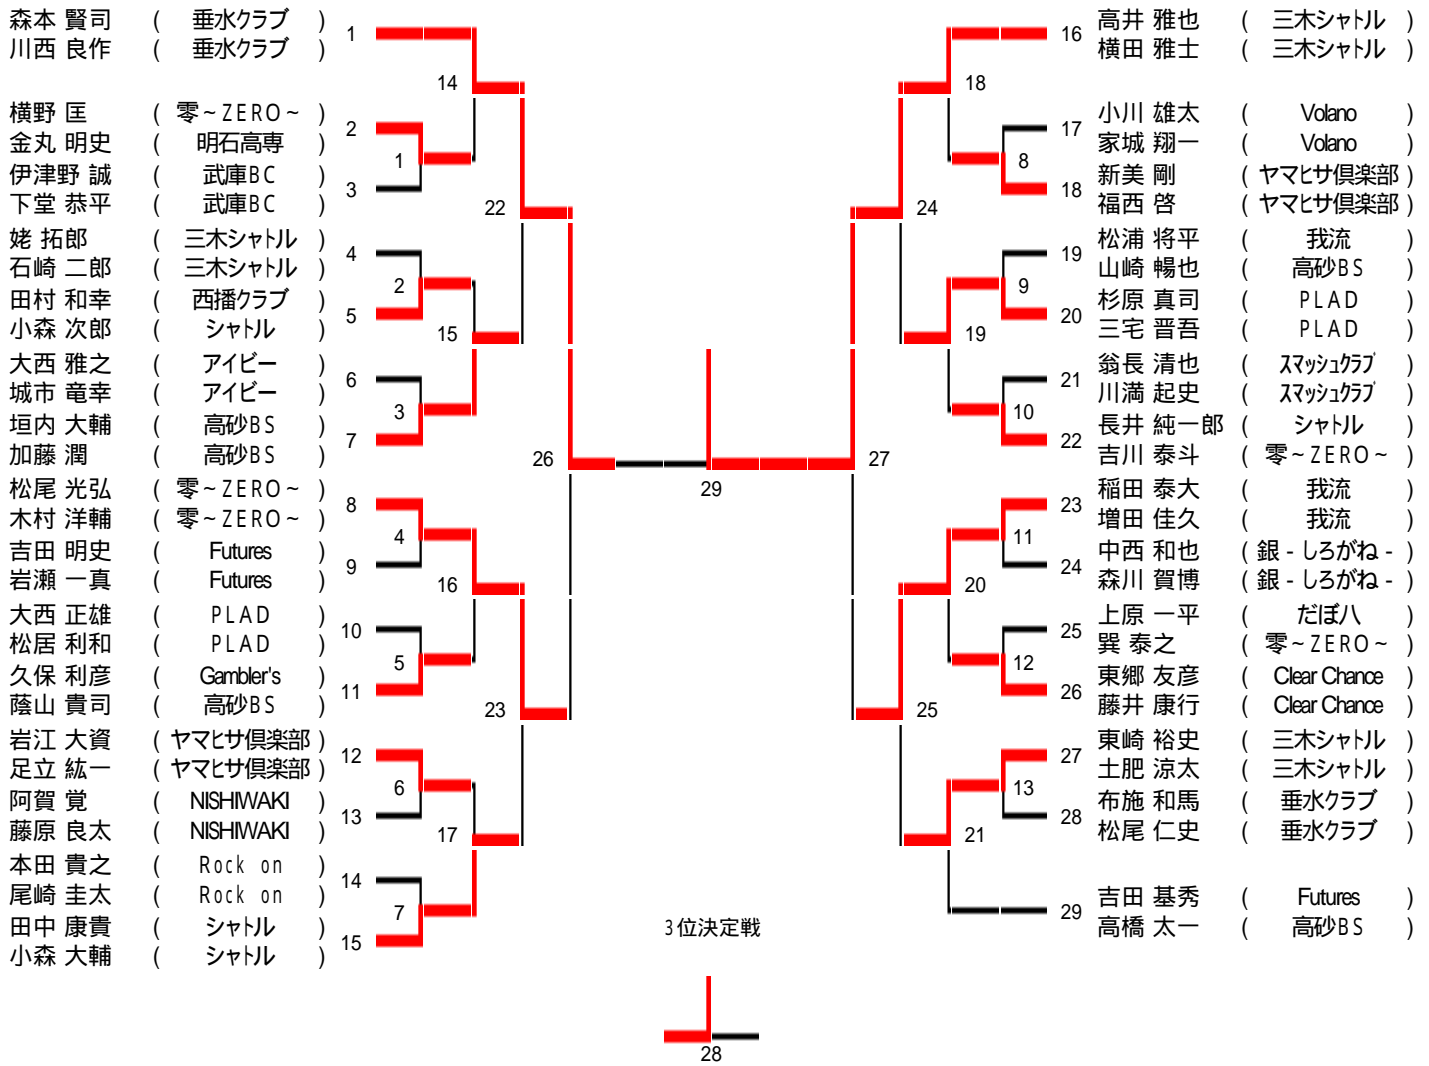 森本 賢司 ( 垂水クラブ )
川西 良作 ( 垂水クラブ )
1
横野 匡 ( 零~ZERO~ )
金丸 明史 ( 明石高専 )
2
伊津野 誠 ( 武庫BC )
下堂 恭平 ( 武庫BC )
3
姥 拓郎 ( 三木シャトル )
石崎 二郎 ( 三木シャトル )
4
田村 和幸 ( 西播クラブ )
小森 次郎 ( シャトル )
5
大西 雅之 ( アイビー )
城市 竜幸 ( アイビー )
6
垣内 大輔 ( 高砂BS )
加藤 潤 ( 高砂BS )
7
松尾 光弘 ( 零~ZERO~ )
木村 洋輔 ( 零~ZERO~ )
8
吉田 明史 ( Futures )
岩瀬 一真 ( Futures )
9
大西 正雄 ( PLAD )
松居 利和 ( PLAD )
10
久保 利彦 ( Gambler's )
蔭山 貴司 ( 高砂BS )
11
岩江 大資 ( ヤマヒサ倶楽部 )
足立 紘一 ( ヤマヒサ倶楽部 )
12
阿賀 覚 ( NISHIWAKI )
藤原 良太 ( NISHIWAKI )
13
本田 貴之 ( Rock on )
尾崎 圭太 ( Rock on )
14
田中 康貴 ( シャトル )
小森 大輔 ( シャトル )
15
1
2
3
4
5
6
7
14
15
16
17
22
23
26
29
3位決定戦
28
27
24
25
18
19
20
21
8
9
10
11
12
13
16
高井 雅也 ( 三木シャトル )
横田 雅士 ( 三木シャトル )
17
小川 雄太 ( Volano )
家城 翔一 ( Volano )
18
新美 剛 ( ヤマヒサ倶楽部 )
福西 啓 ( ヤマヒサ倶楽部 )
19
松浦 将平 ( 我流 )
山崎 暢也 ( 高砂BS )
20
杉原 真司 ( PLAD )
三宅 晋吾 ( PLAD )
21
翁長 清也 ( スマッシュクラブ )
川満 起史 ( スマッシュクラブ )
22
長井 純一郎 ( シャトル )
吉川 泰斗 ( 零~ZERO~ )
23
稲田 泰大 ( 我流 )
増田 佳久 ( 我流 )
24
中西 和也 ( 銀-しろがね- )
森川 賀博 ( 銀-しろがね- )
25
上原 一平 ( だぼ八 )
巽 泰之 ( 零~ZERO~ )
26
東郷 友彦 ( Clear Chance )
藤井 康行 ( Clear Chance )
27
東崎 裕史 ( 三木シャトル )
土肥 涼太 ( 三木シャトル )
28
布施 和馬 ( 垂水クラブ )
松尾 仁史 ( 垂水クラブ )
29
吉田 基秀 ( Futures )
高橋 太一 ( 高砂BS )